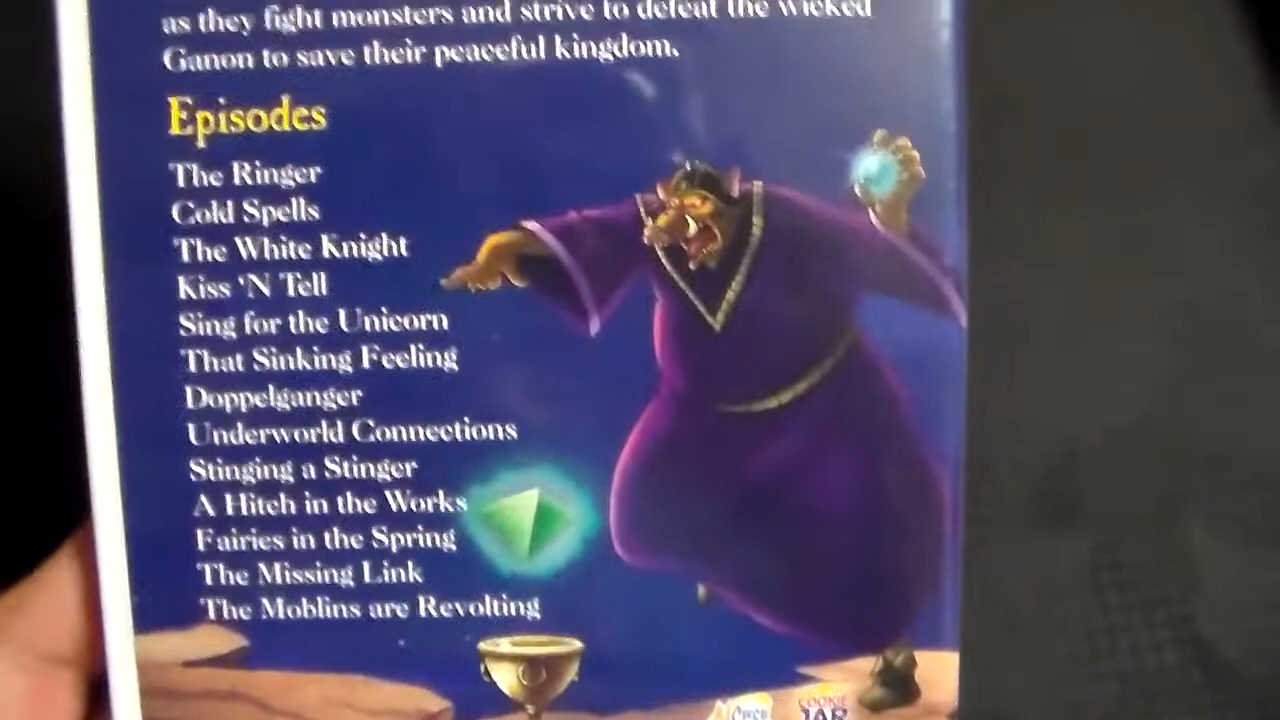 as they fight monsters and strive to defeat the wicked
Ganon to save their peaceful kingdom.
Episodes
The Ringer
Cold Spells
The White Knight
Kiss ‘N Tell
Sing for the Unicorn
That Sinking Feeling
Doppelganger
Underworld Connections
Stinging a Stinger
A Hitch in the Works
Fairies in the Spring
The Missing Link
The Moblins are Revolting
COOKIE
JAR